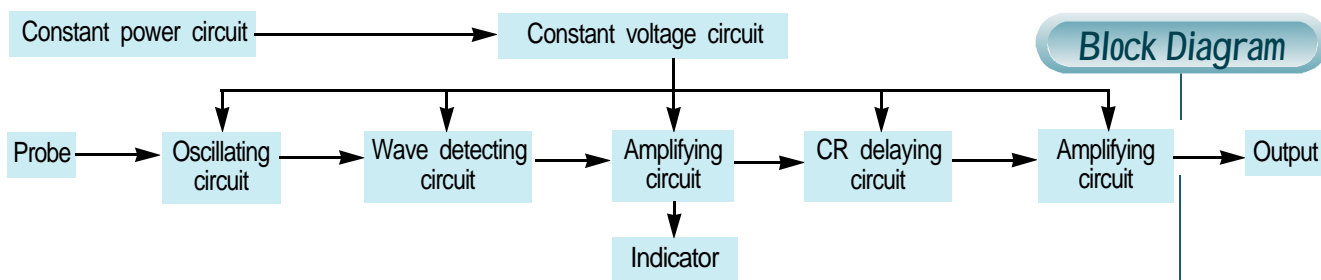 Constant power circuit
Constant voltage circuit
Block Diagram
Probe
Oscillating
circuit
Wave detecting
circuit
Amplifying
circuit
CR delaying
circuit
Amplifying
circuit
Output
Indicator